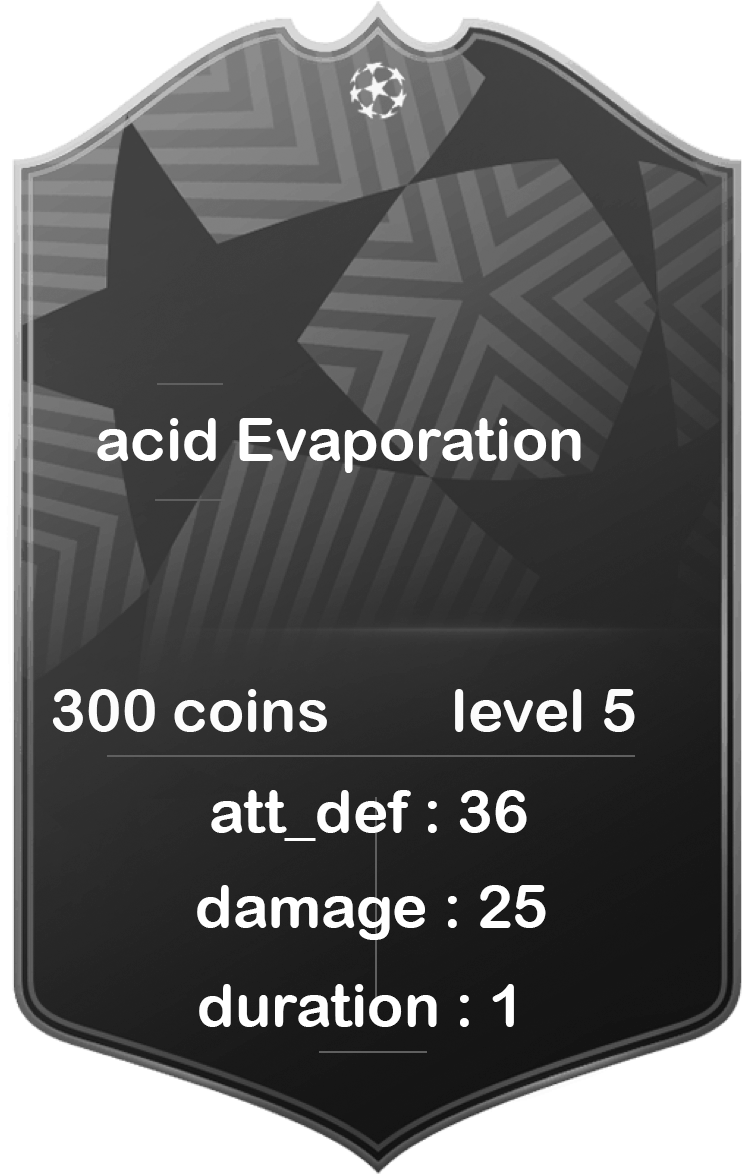 acid Evaporation
300 coins level 5
att_def : 36
damage : 25
duration : 1